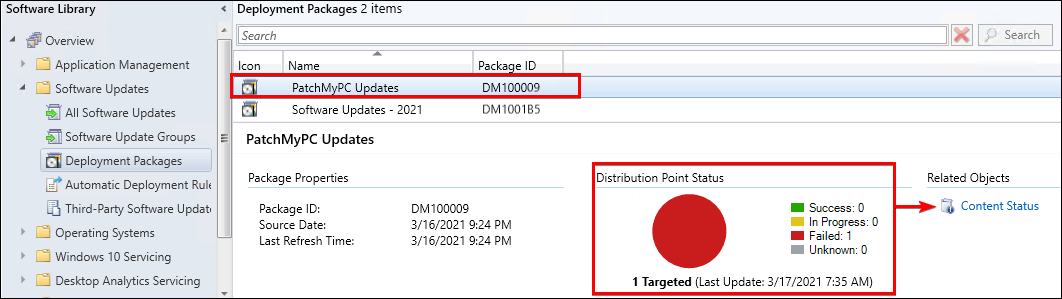 Software Library
Overview
Application Management
Software Updates
All Software Updates
Software Update Groups
Deployment Packages
Automatic Deployment Rule
Third-Party Software Update
Operating Systems
Windows 10 Servicing
Desktop Analytics Servicing
Deployment Packages 2 items
Search
Search
Icon Name Package ID
PatchMyPC Updates DM100009
Software Updates - 2021 DM1001B5
PatchMyPC Updates
Package Properties
Package ID: DM100009
Source Date: 3/16/2021 9:24 PM
Last Refresh Time: 3/16/2021 9:24 PM
Distribution Point Status
Success: 0
In Progress: 0
Failed: 1
Unknown: 0
1 Targeted (Last Update: 3/17/2021 7:35 AM)
Related Objects
Content Status